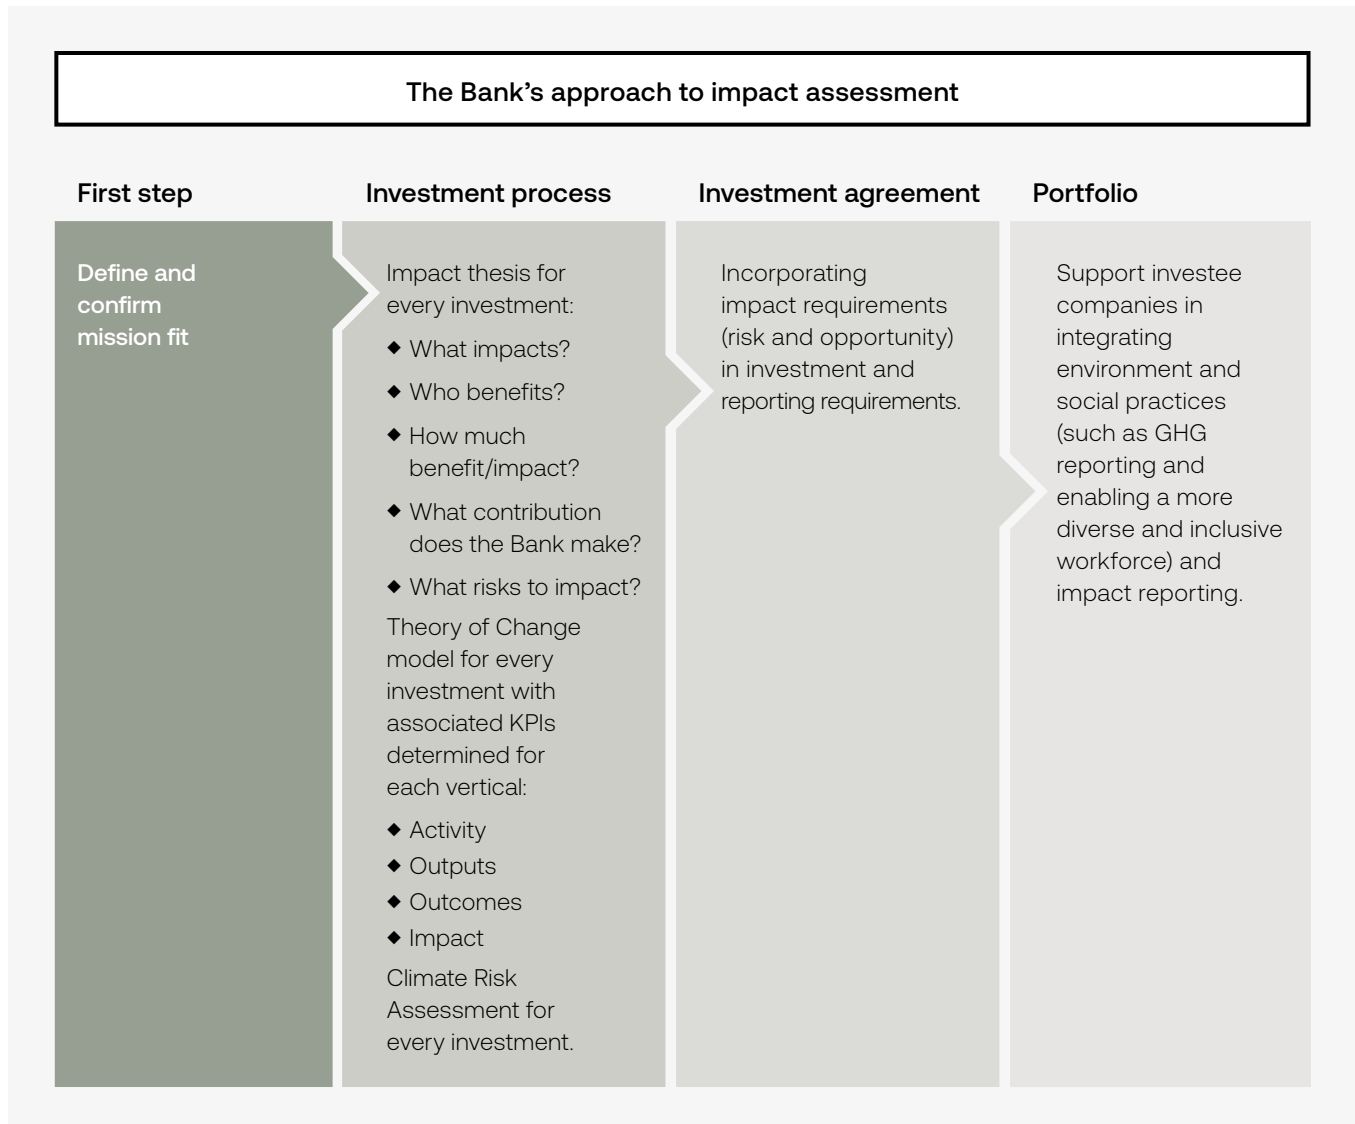 The Bank’s approach to impact assessment
First step
Define and
confirm
mission fit
Investment process
Impact thesis for
every investment:
◆ What impacts?
◆ Who benefits?
◆ How much
benefit/impact?
◆ What contribution
does the Bank make?
◆ What risks to impact?
Theory of Change
model for every
investment with
associated KPIs
determined for
each vertical:
◆ Activity
◆ Outputs
◆ Outcomes
◆ Impact
Climate Risk
Assessment for
every investment.
Investment agreement
Incorporating
impact requirements
(risk and opportunity)
in investment and
reporting requirements.
Portfolio
Support investee
companies in
integrating
environment and
social practices
(such as GHG
reporting and
enabling a more
diverse and inclusive
workforce) and
impact reporting.